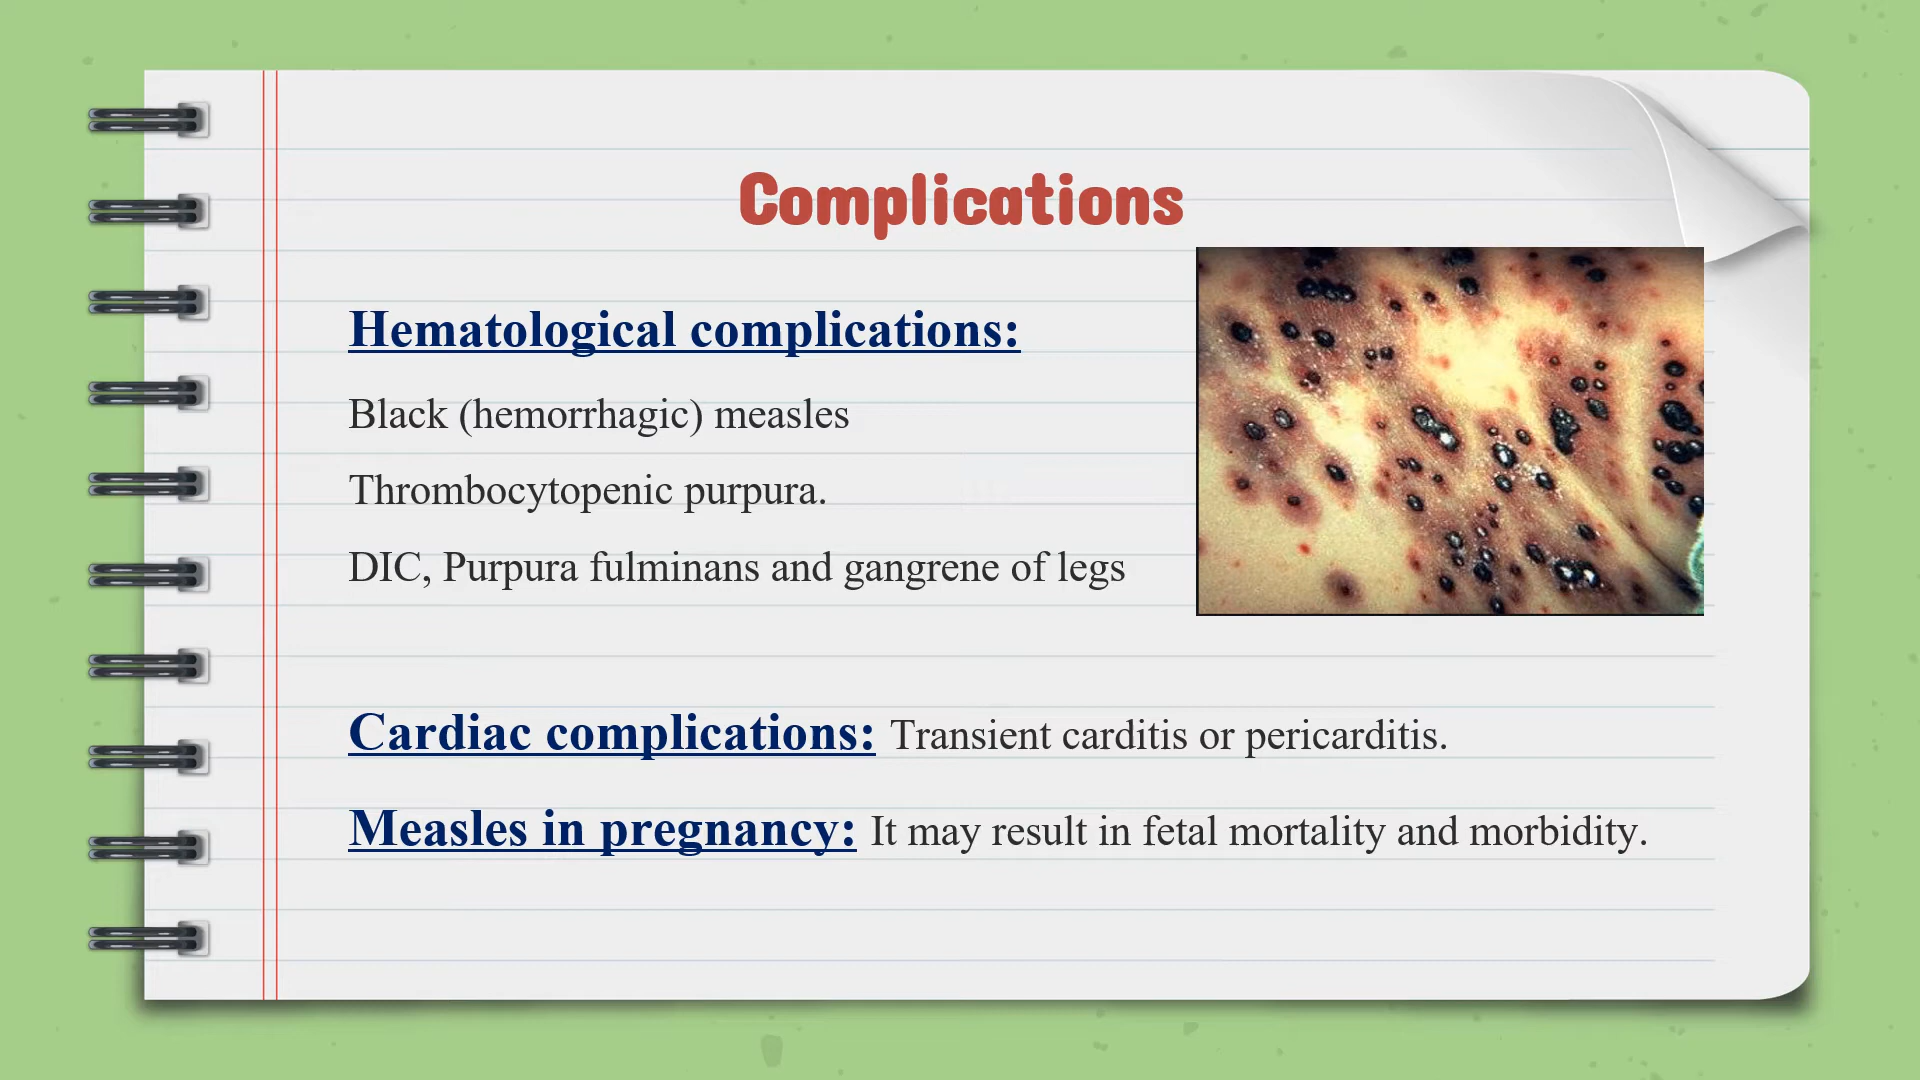 Complications
Hematological complications:
Black (hemorrhagic) measles
Thrombocytopenic purpura.
DIC, Purpura fulminans and gangrene of legs
Cardiac complications: Transient carditis or pericarditis.
Measles in pregnancy: It may result in fetal mortality and morbidity.